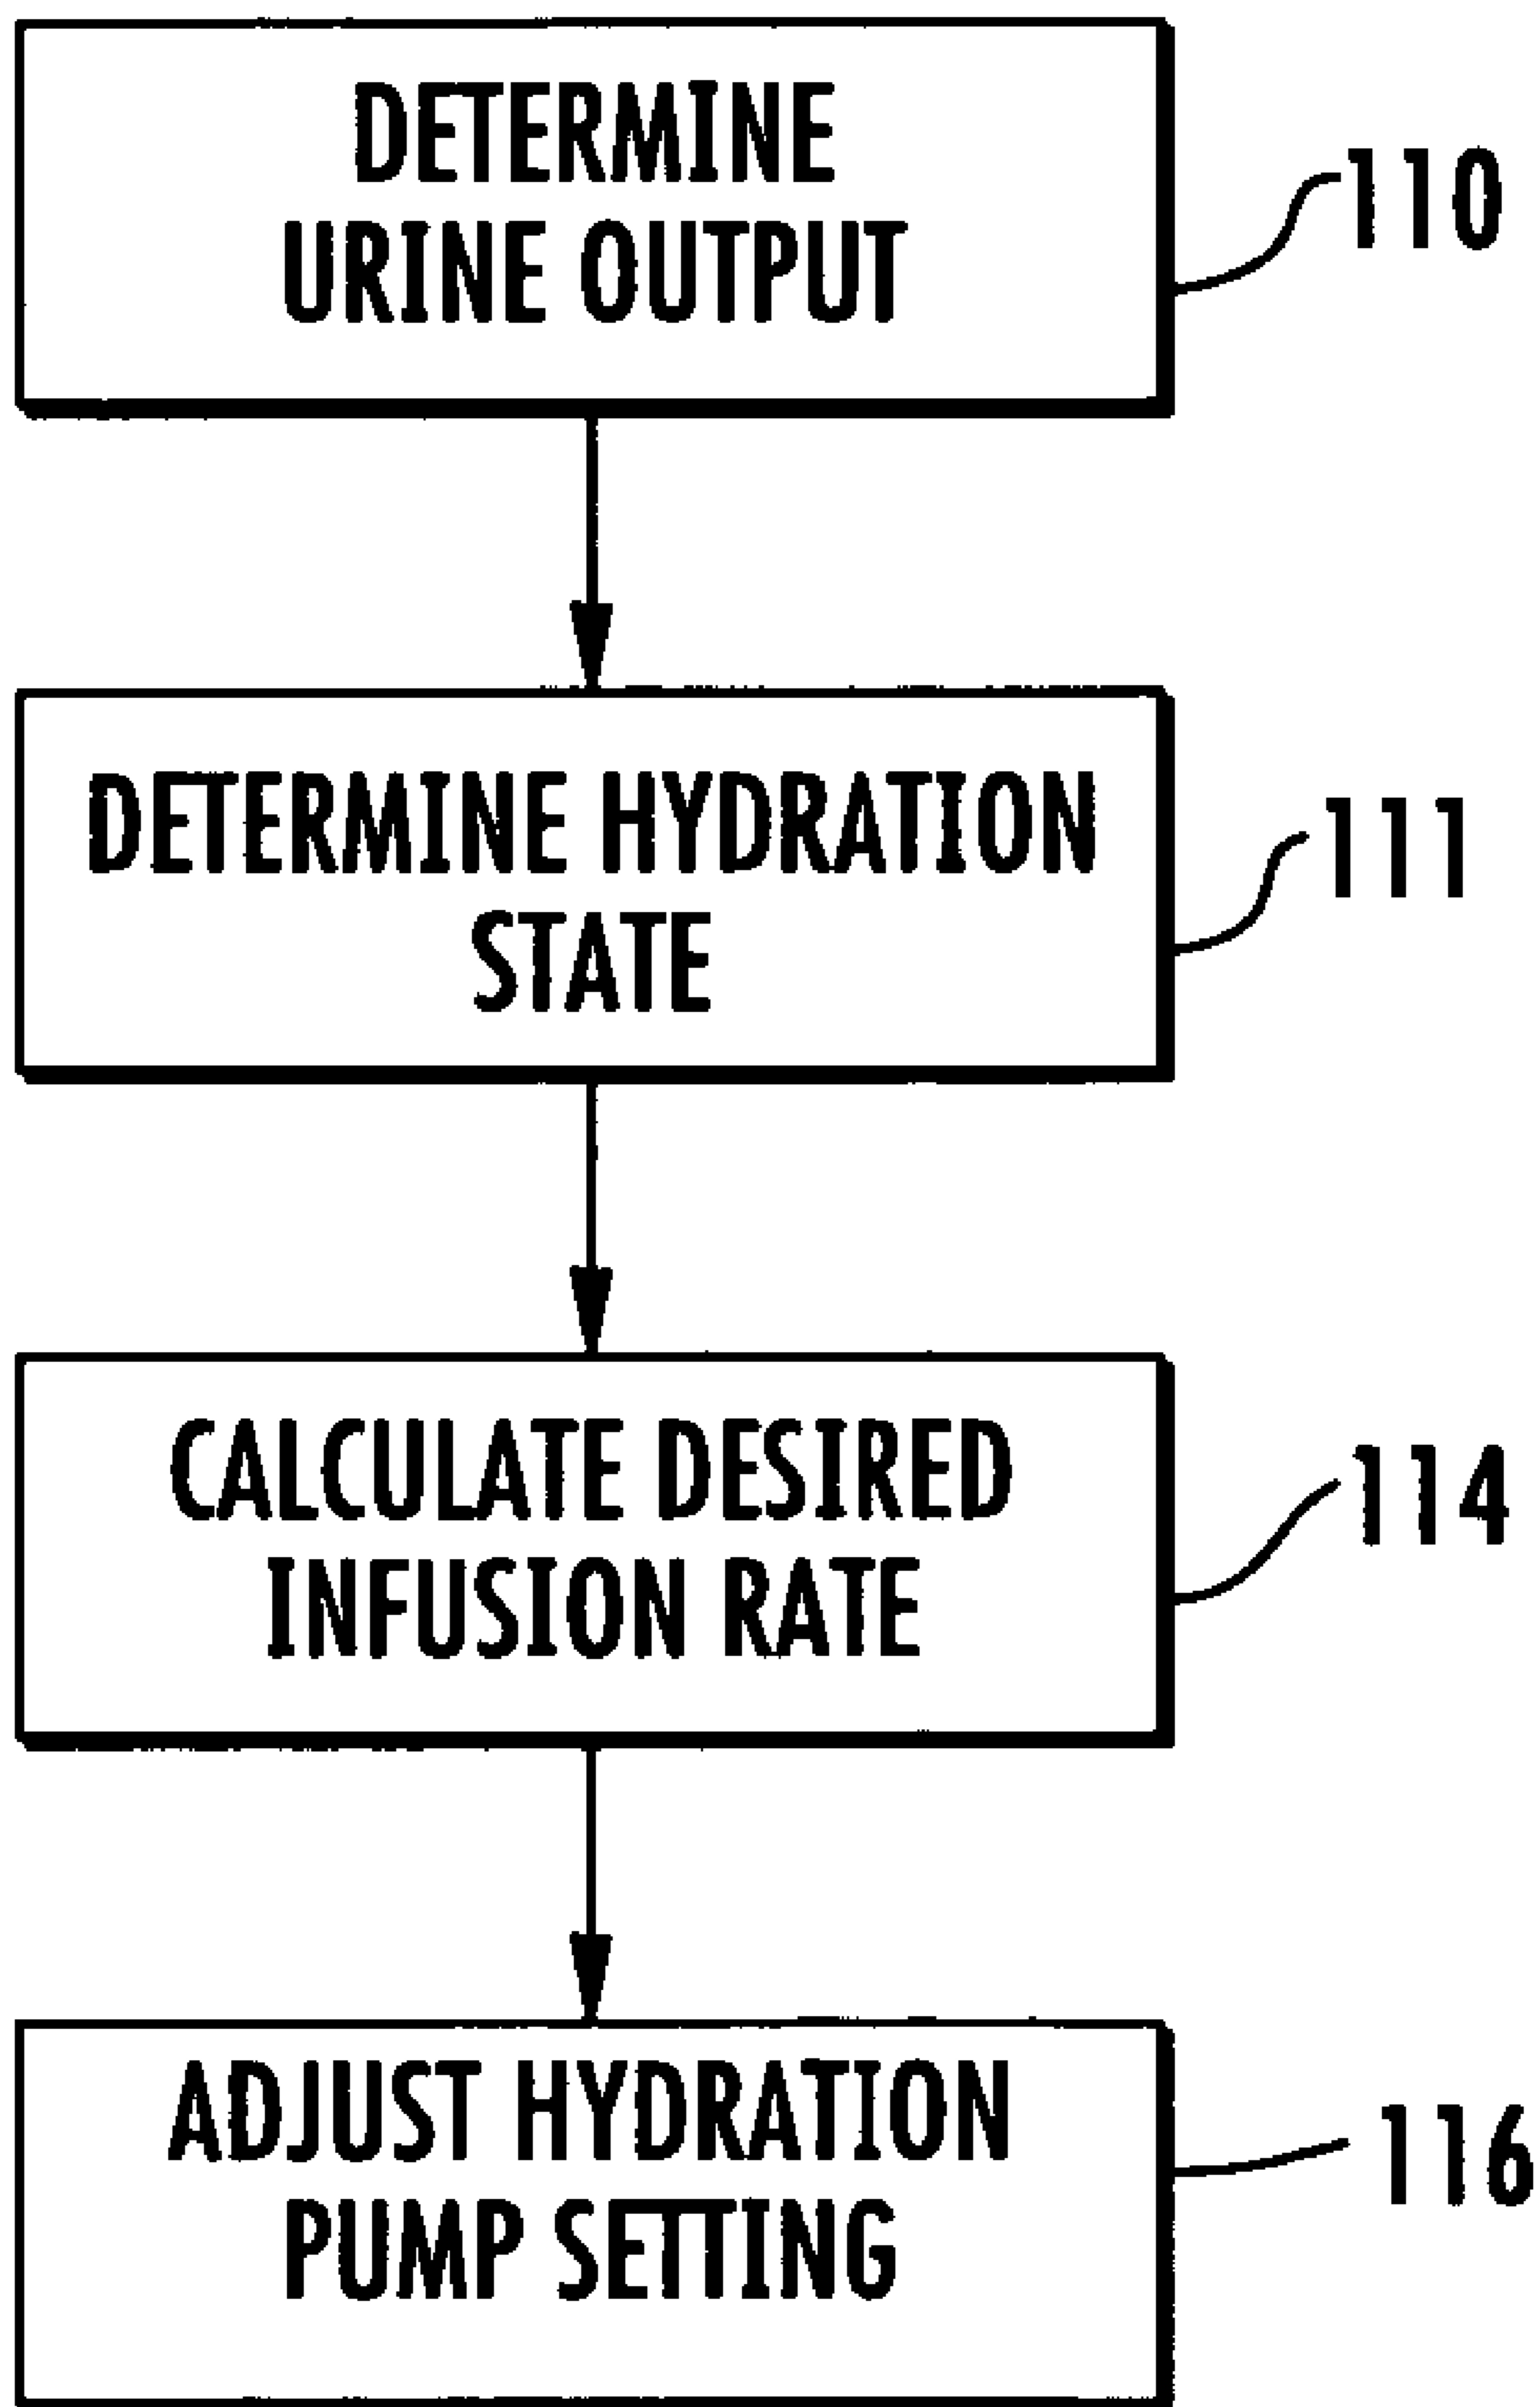 DETERMINE
URINE OUTPUT
110
DETERMINE HYDRATION
STATE
111
CALCULATE DESIRED
INFUSION RATE
114
ADJUST HYDRATION
PUMP SETTING
116